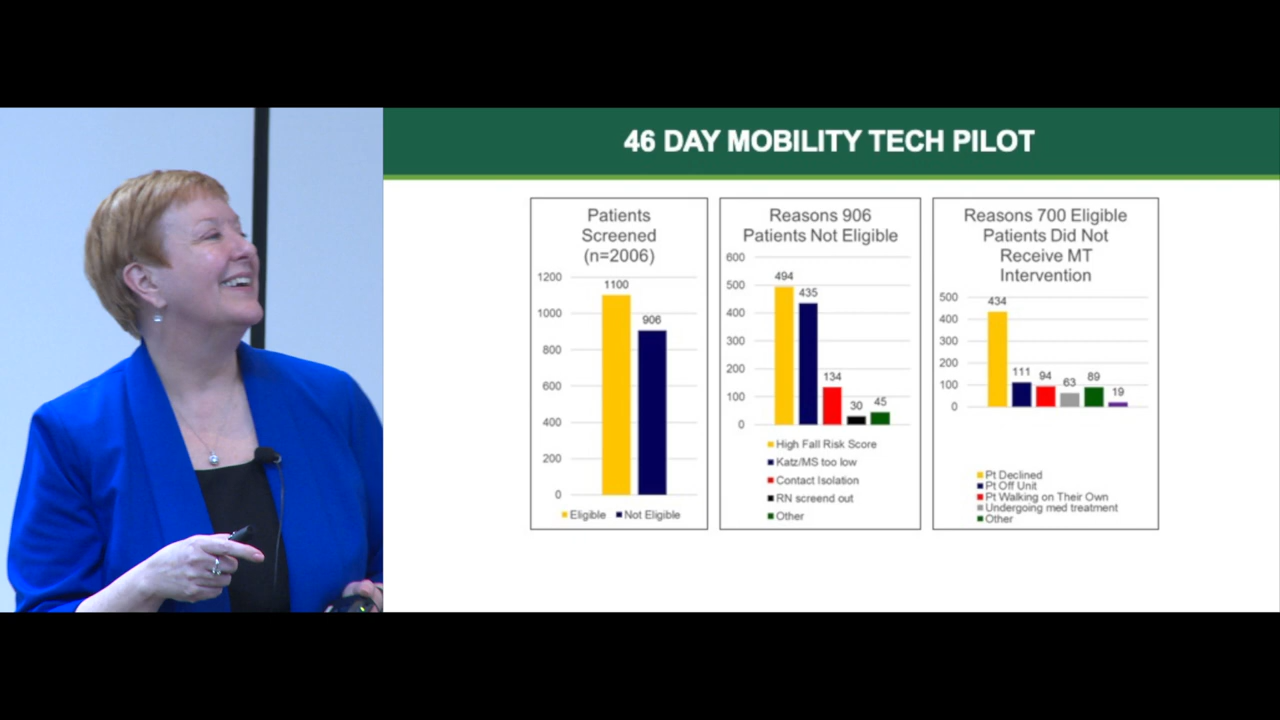 46 DAY MOBILITY TECH PILOT
Patients
Screened
(n=2006)
1200
1000
800
600
400
200
0
1100
906
Eligible
Not Eligible
Reasons 906
Patients Not Eligible
600
500
400
300
200
100
0
494
435
134
30
45
High Fall Risk Score
Katz/MS too low
Contact Isolation
RN screend out
Other
Reasons 700 Eligible
Patients Did Not
Receive MT
Intervention
500
400
300
200
100
0
434
111
94
63
89
19
Pt Declined
Pt Off Unit
Pt Walking on Their Own
Undergoing med treatment
Other